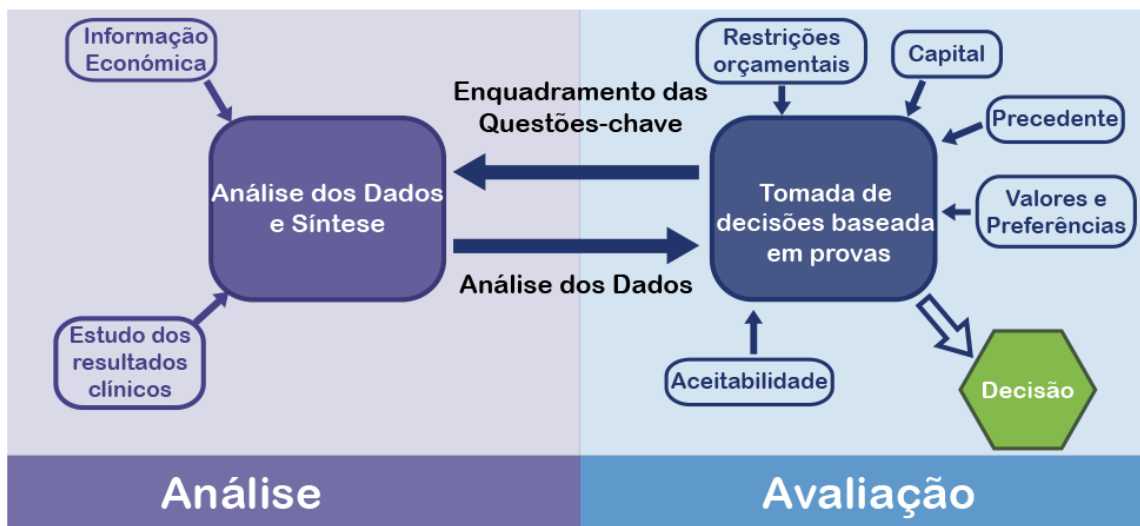 Informação
Económica
Análise dos Dados
e Síntese
Estudo dos
resultados
clínicos
Enquadramento das
Questões-chave
Análise dos Dados
Restrições
orçamentais
Capital
Precedente
Valores e
Preferências
Tomada de
decisões baseada
em provas
Aceitabilidade
Decisão
Análise
Avaliação